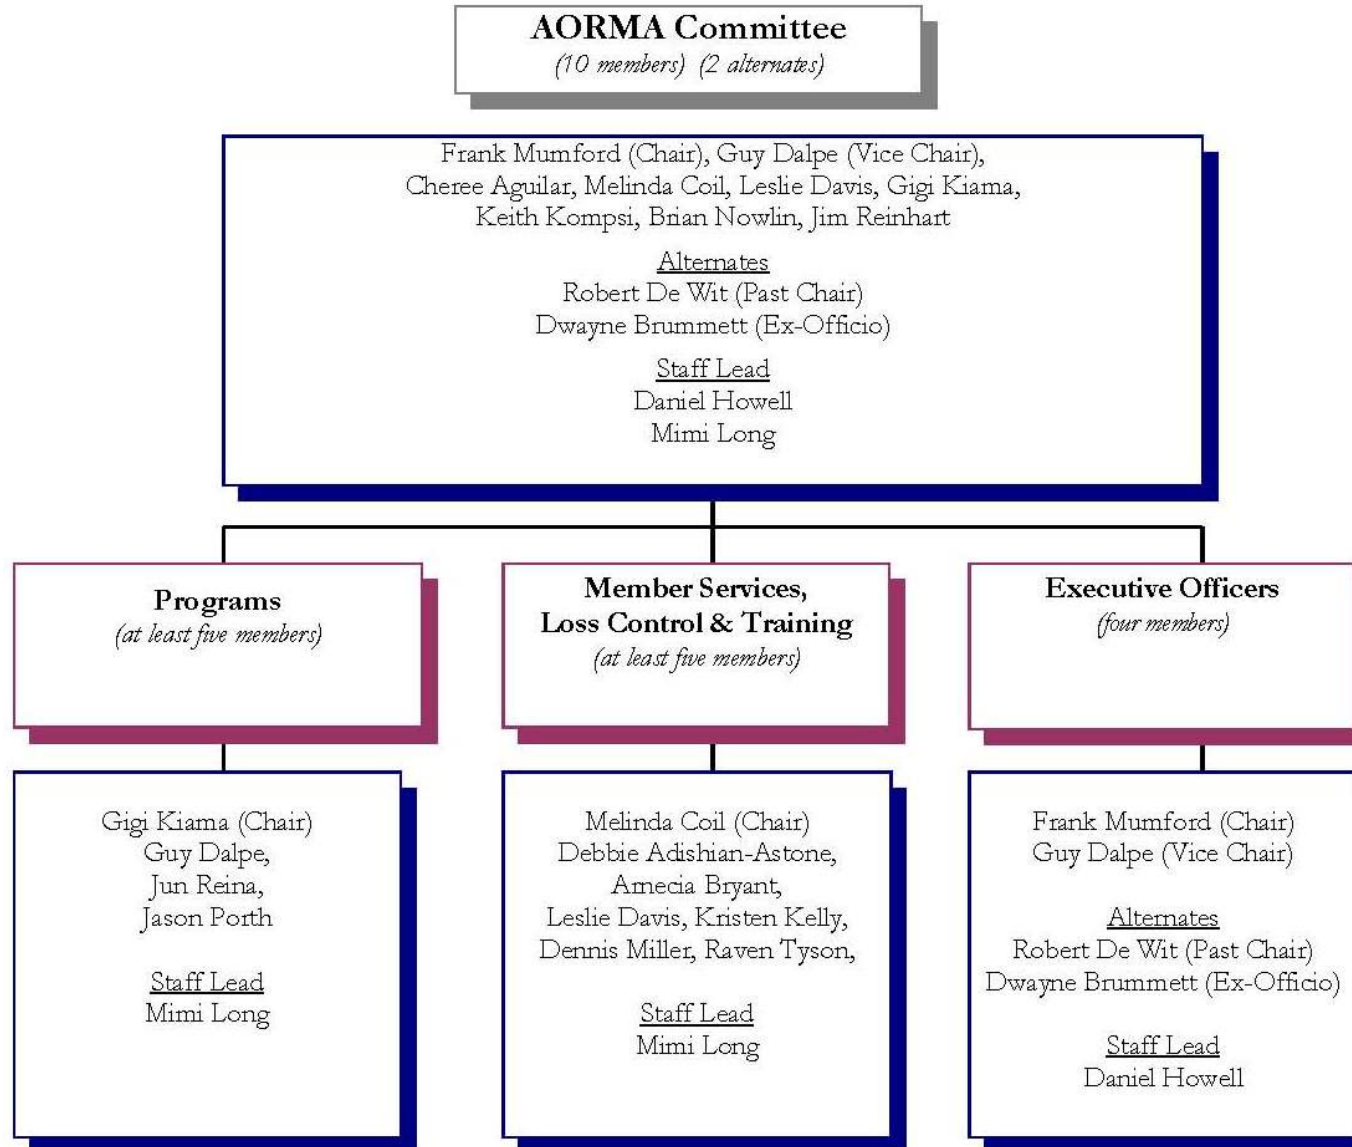 AORMA Committee
(10 members) (2 alternates)
Frank Mumford (Chair), Guy Dalpe (Vice Chair),
Cheree Aguilar, Melinda Coil, Leslie Davis, Gigi Kiama,
Keith Kompsi, Brian Nowlin, Jim Reinhart
Alternates
Robert De Wit (Past Chair)
Dwayne Brummett (Ex-Officio)
Staff Lead
Daniel Howell
Mimi Long
Programs
(at least five members)
Gigi Kiama (Chair)
Guy Dalpe,
Jun Reina,
Jason Porth
Staff Lead
Mimi Long
Member Services,
Loss Control & Training
(at least five members)
Melinda Coil (Chair)
Debbie Adishian-Astone,
Arnecia Bryant,
Leslie Davis, Kristen Kelly,
Dennis Miller, Raven Tyson,
Staff Lead
Mimi Long
Executive Officers
(four members)
Frank Mumford (Chair)
Guy Dalpe (Vice Chair)
Alternates
Robert De Wit (Past Chair)
Dwayne Brummett (Ex-Officio)
Staff Lead
Daniel Howell